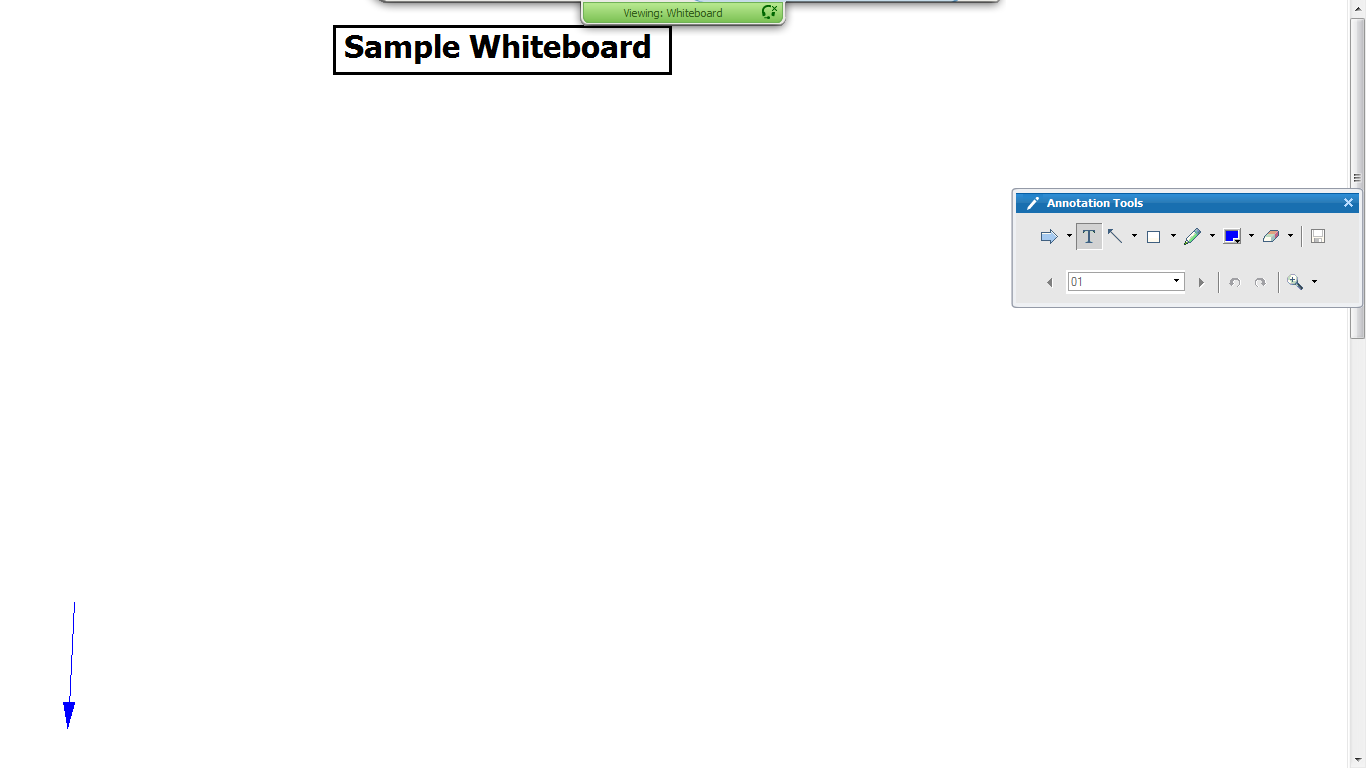 Viewing: Whiteboard
Sample Whiteboard
Annotation Tools
T
01